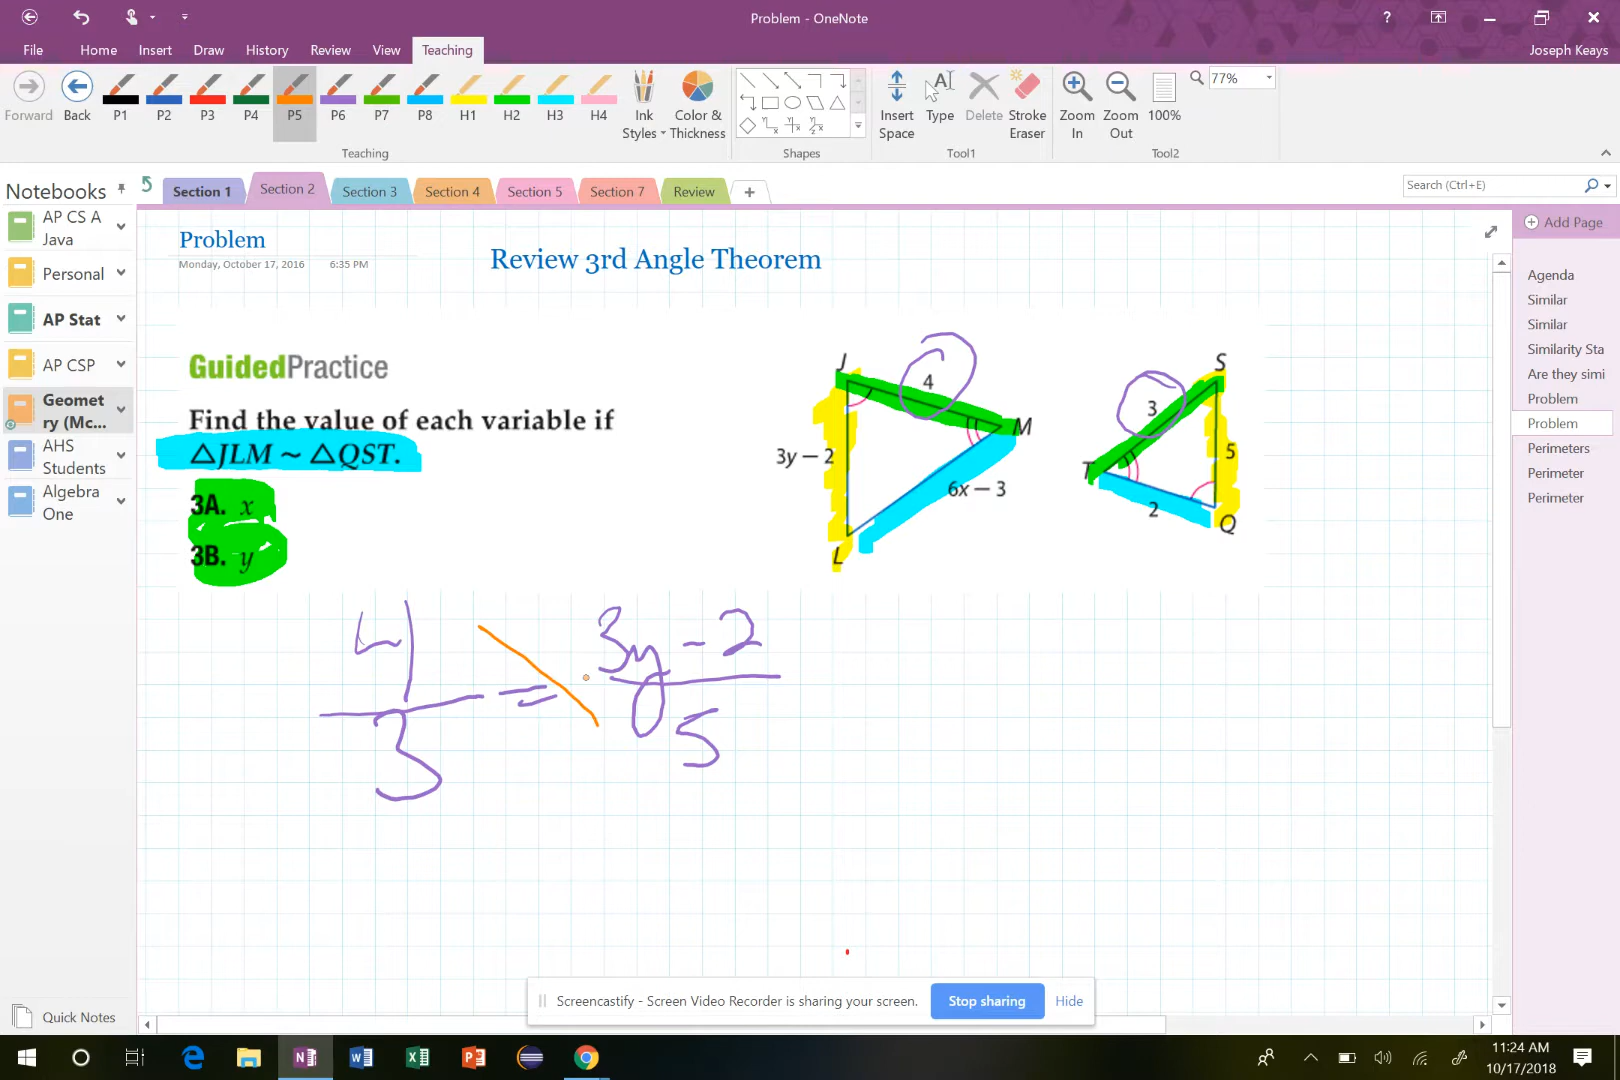 Problem - OneNote
?
Joseph Keays
File Home Insert Draw History Review View Teaching
Forward Back P1 P2 P3 P4 P5 P6 P7 P8 H1 H2 H3 H4
Ink Styles
Color & Thickness
Insert Space
Type
Delete
Stroke Eraser
Zoom In
Zoom Out
100%
77%
Teaching Shapes Tool1 Tool2
Notebooks
Section 1 Section 2 Section 3 Section 4 Section 5 Section 7 Review +
Search (Ctrl+E)
AP CS A Java
Personal
AP Stat
AP CSP
Geomet ry (Mc...
AHS Students
Algebra One
Quick Notes
Problem
Monday, October 17, 2016 6:35 PM
Review 3rd Angle Theorem
GuidedPractice
Find the value of each variable if
△JLM ~ △QST.
3A. x
3B. y
J
4
M
3y – 2
6x – 3
L
S
3
5
T
2
Q
4/3 = 3y - 2/5
Add Page
Agenda
Similar
Similar
Similarity Sta
Are they simi
Problem
Problem
Perimeters
Perimeter
Perimeter
Screencastify - Screen Video Recorder is sharing your screen.
Stop sharing
Hide
11:24 AM
10/17/2018